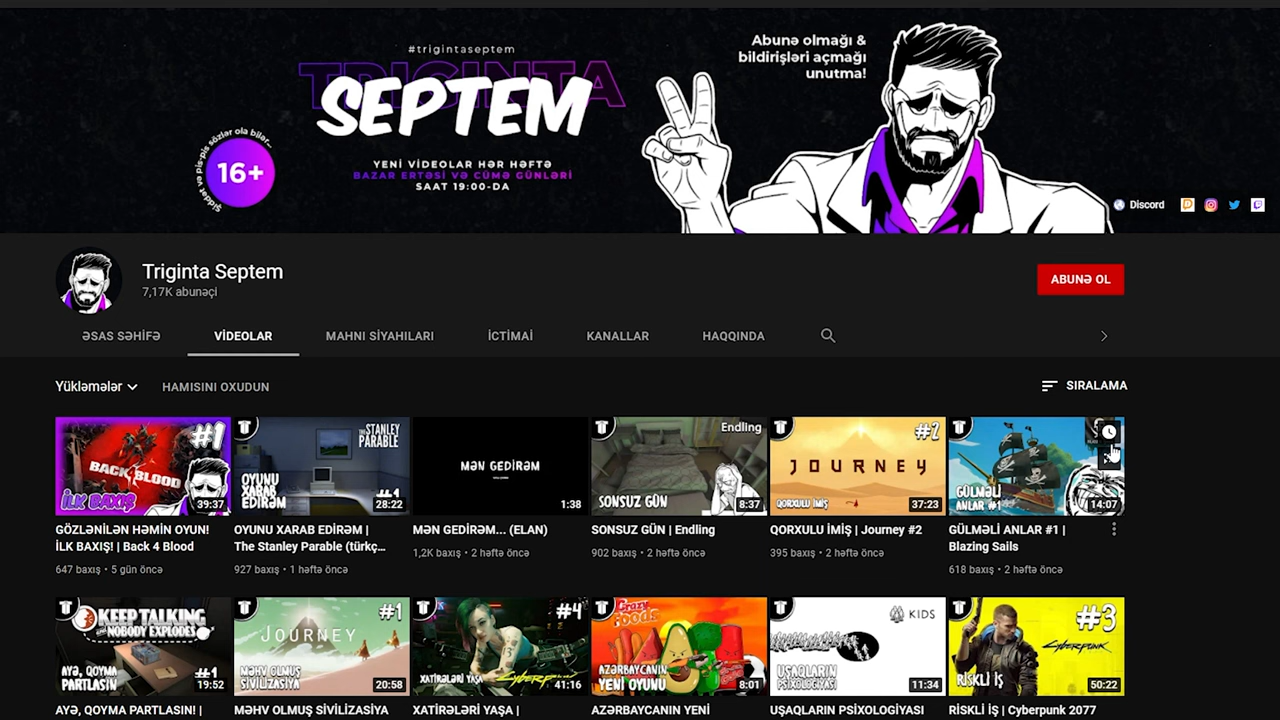 #trigintaseptem
TRIGINTA
SEPTEM
Şiddət və pis-pis sözlər ola bilər...
16+
YENİ VİDEOLAR HƏR HƏFTƏ
BAZAR ERTƏSİ VƏ CÜMƏ GÜNLƏRİ
SAAT 19:00-DA
Abunə olmağı &
bildirişləri açmağı
unutma!
Discord
Triginta Septem
7,17K abunəçi
ABUNƏ OL
ƏSAS SƏHİFƏ VİDEOLAR MAHNI SİYAHILARI İCTİMAİ KANALLAR HAQQINDA
Yükləmələr HAMISINI OXUDUN
SIRALAMA
#1
BACK 4 BLOOD
İLK BAXIŞ
39:37
THE STANLEY
PARABLE
OYUNU
XARAB
EDİRƏM
#1
28:22
MƏN GEDİRƏM
1:38
Endling
SONSUZ GÜN
8:37
#2
JOURNEY
QORXULU İMİŞ
37:23
GÜLMƏLİ
ANLAR #1
14:07
GÖZLƏNİLƏN HƏMİN OYUN!
İLK BAXIŞ! | Back 4 Blood
647 baxış • 5 gün öncə
OYUNU XARAB EDİRƏM |
The Stanley Parable (türkç...
927 baxış • 1 həftə öncə
MƏN GEDİRƏM... (ELAN)
1,2K baxış • 2 həftə öncə
SONSUZ GÜN | Endling
902 baxış • 2 həftə öncə
QORXULU İMİŞ | Journey #2
395 baxış • 2 həftə öncə
GÜLMƏLİ ANLAR #1 |
Blazing Sails
618 baxış • 2 həftə öncə
KEEP TALKING
AND NOBODY EXPLODES
AYƏ, QOYMA
PARTLASIN
#1
19:52
#1
JOURNEY
MƏHV OLMUŞ
SİVİLİZASİYA
20:58
#4
XATİRƏLƏRİ YAŞA
CYBERPUNK
41:16
Crazy
Foods
AZƏRBAYCANIN
YENİ OYUNU
8:01
KIDS
UŞAQLARIN
PSİXOLOGİYASI
11:34
#3
CYBERPUNK
RİSKLİ İŞ
50:22
AYƏ, QOYMA PARTLASIN! |
MƏHV OLMUŞ SİVİLİZASİYA
XATİRƏLƏRİ YAŞA |
AZƏRBAYCANIN YENİ
UŞAQLARIN PSİXOLOGİYASI
RİSKLİ İŞ | Cyberpunk 2077